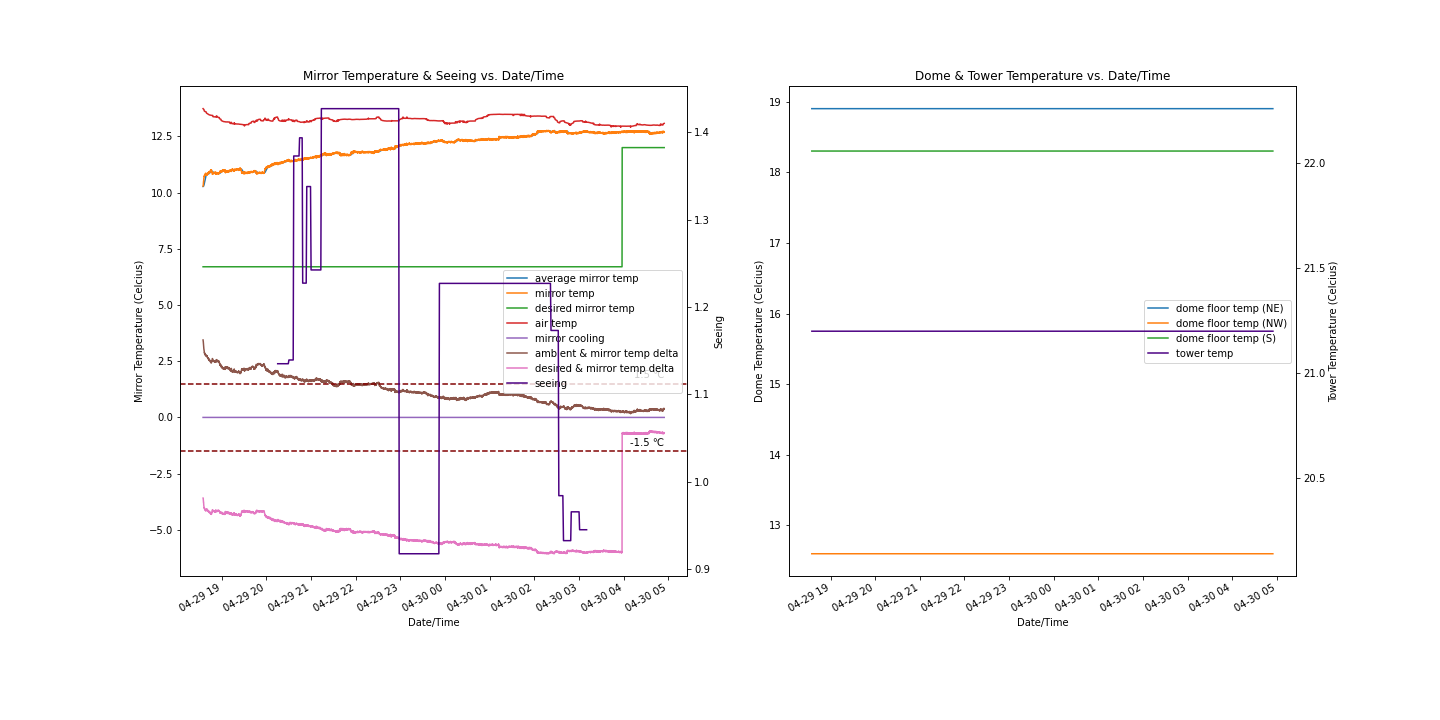 Mirror Temperature & Seeing vs. Date/Time
Mirror Temperature (Celcius)
12.5
10.0
7.5
5.0
2.5
0.0
−2.5
−5.0
04-29 19
04-29 20
04-29 21
04-29 22
04-29 23
04-30 00
04-30 01
04-30 02
04-30 03
04-30 04
04-30 05
Date/Time
1.4
1.3
1.2
1.1
1.0
0.9
Seeing
average mirror temp
mirror temp
desired mirror temp
air temp
mirror cooling
ambient & mirror temp delta
desired & mirror temp delta
seeing
1.5 °C
-1.5 °C
Dome & Tower Temperature vs. Date/Time
Dome Temperature (Celcius)
19
18
17
16
15
14
13
04-29 19
04-29 20
04-29 21
04-29 22
04-29 23
04-30 00
04-30 01
04-30 02
04-30 03
04-30 04
04-30 05
Date/Time
22.0
21.5
21.0
20.5
Tower Temperature (Celcius)
dome floor temp (NE)
dome floor temp (NW)
dome floor temp (S)
tower temp